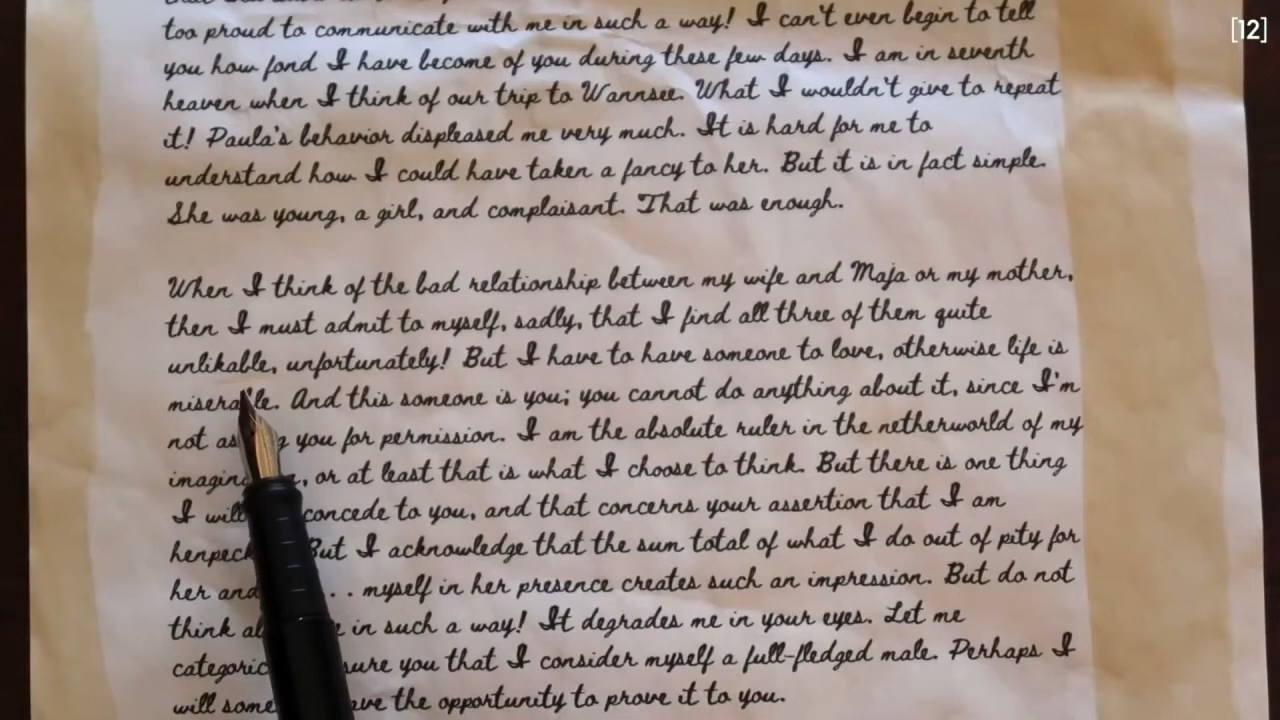 too proud to communicate with me in such a way! I can't even begin to tell
[12]
you how fond I have become of you during these few days. I am in seventh
heaven when I think of our trip to Wannsee. What I wouldn't give to repeat
it! Paula's behavior displeased me very much. It is hard for me to
understand how I could have taken a fancy to her. But it is in fact simple.
She was young, a girl, and complaisant. That was enough.
When I think of the bad relationship between my wife and Maja or my mother,
then I must admit to myself, sadly, that I find all three of them quite
unlikable, unfortunately! But I have to have someone to love, otherwise life is
miserable. And this someone is you; you cannot do anything about it, since I'm
not you for permission. I am the absolute ruler in the netherworld of my
or at least that is what I choose to think. But there is one thing
I will concede to you, and that concerns your assertion that I am
But I acknowledge that the sum total of what I do out of pity for
her and . . myself in her presence creates such an impression. But do not
think in such a way! It degrades me in your eyes. Let me
you that I consider myself a full-fledged male. Perhaps I
will the opportunity to prove it to you.